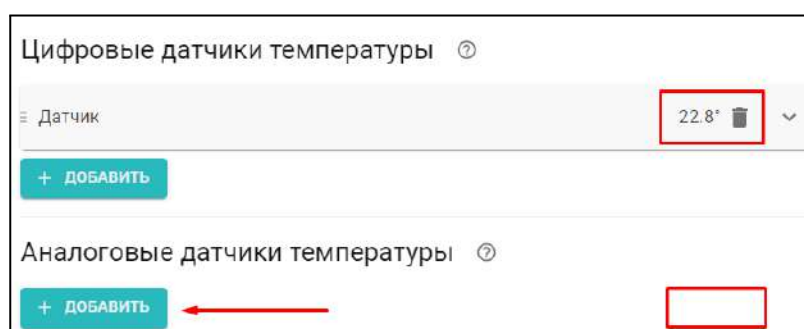 Цифровые датчики температуры ?
Датчик 22.8°
+ ДОБАВИТЬ
Аналоговые датчики температуры ?
+ ДОБАВИТЬ